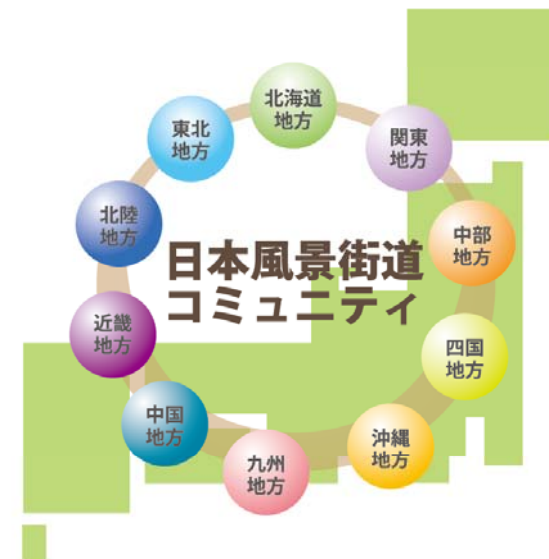 北海道
地方
東北
地方
関東
地方
北陸
地方
中部
地方
日本風景街道
コミュニティ
近畿
地方
四国
地方
中国
地方
沖縄
地方
九州
地方